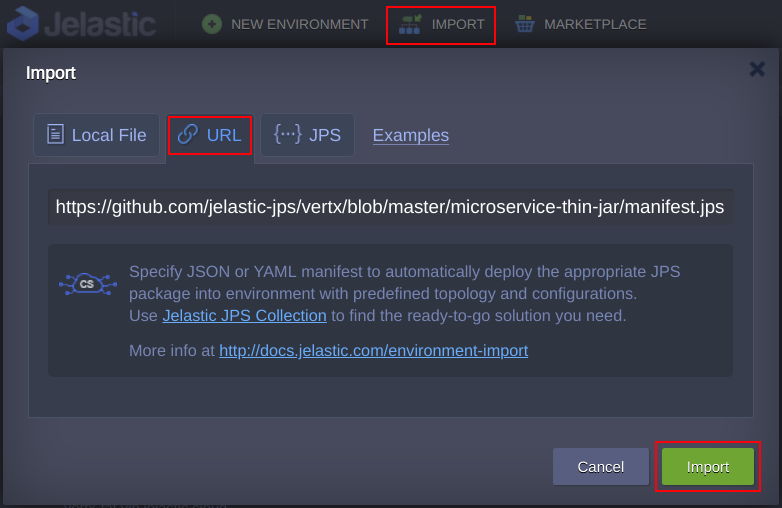 Jelastic NEW ENVIRONMENT IMPORT MARKETPLACE
Import
Local File URL {···} JPS Examples
https://github.com/jelastic-jps/vertx/blob/master/microservice-thin-jar/manifest.jps
CS
Specify JSON or YAML manifest to automatically deploy the appropriate JPS
package into environment with predefined topology and configurations.
Use Jelastic JPS Collection to find the ready-to-go solution you need.
More info at http://docs.jelastic.com/environment-import
Cancel Import